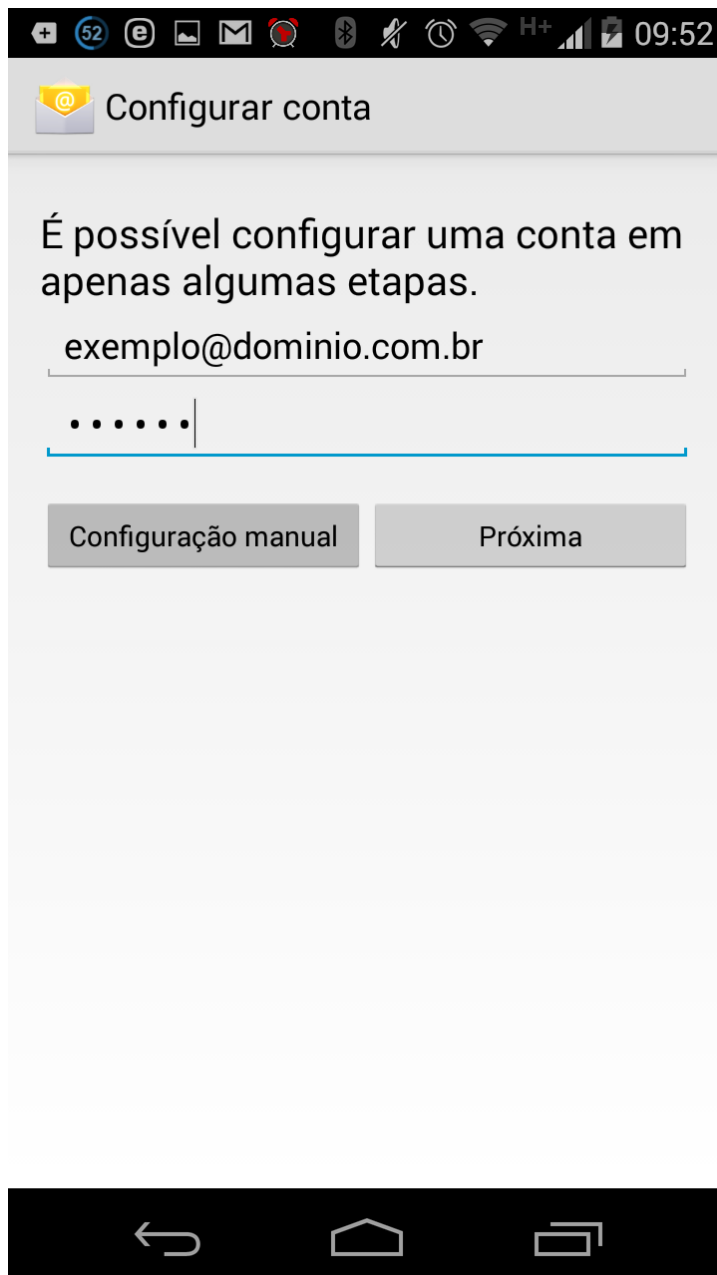 52 e H+ 09:52
@ Configurar conta
É possível configurar uma conta em
apenas algumas etapas.
exemplo@dominio.com.br
••••••
Configuração manual Próxima